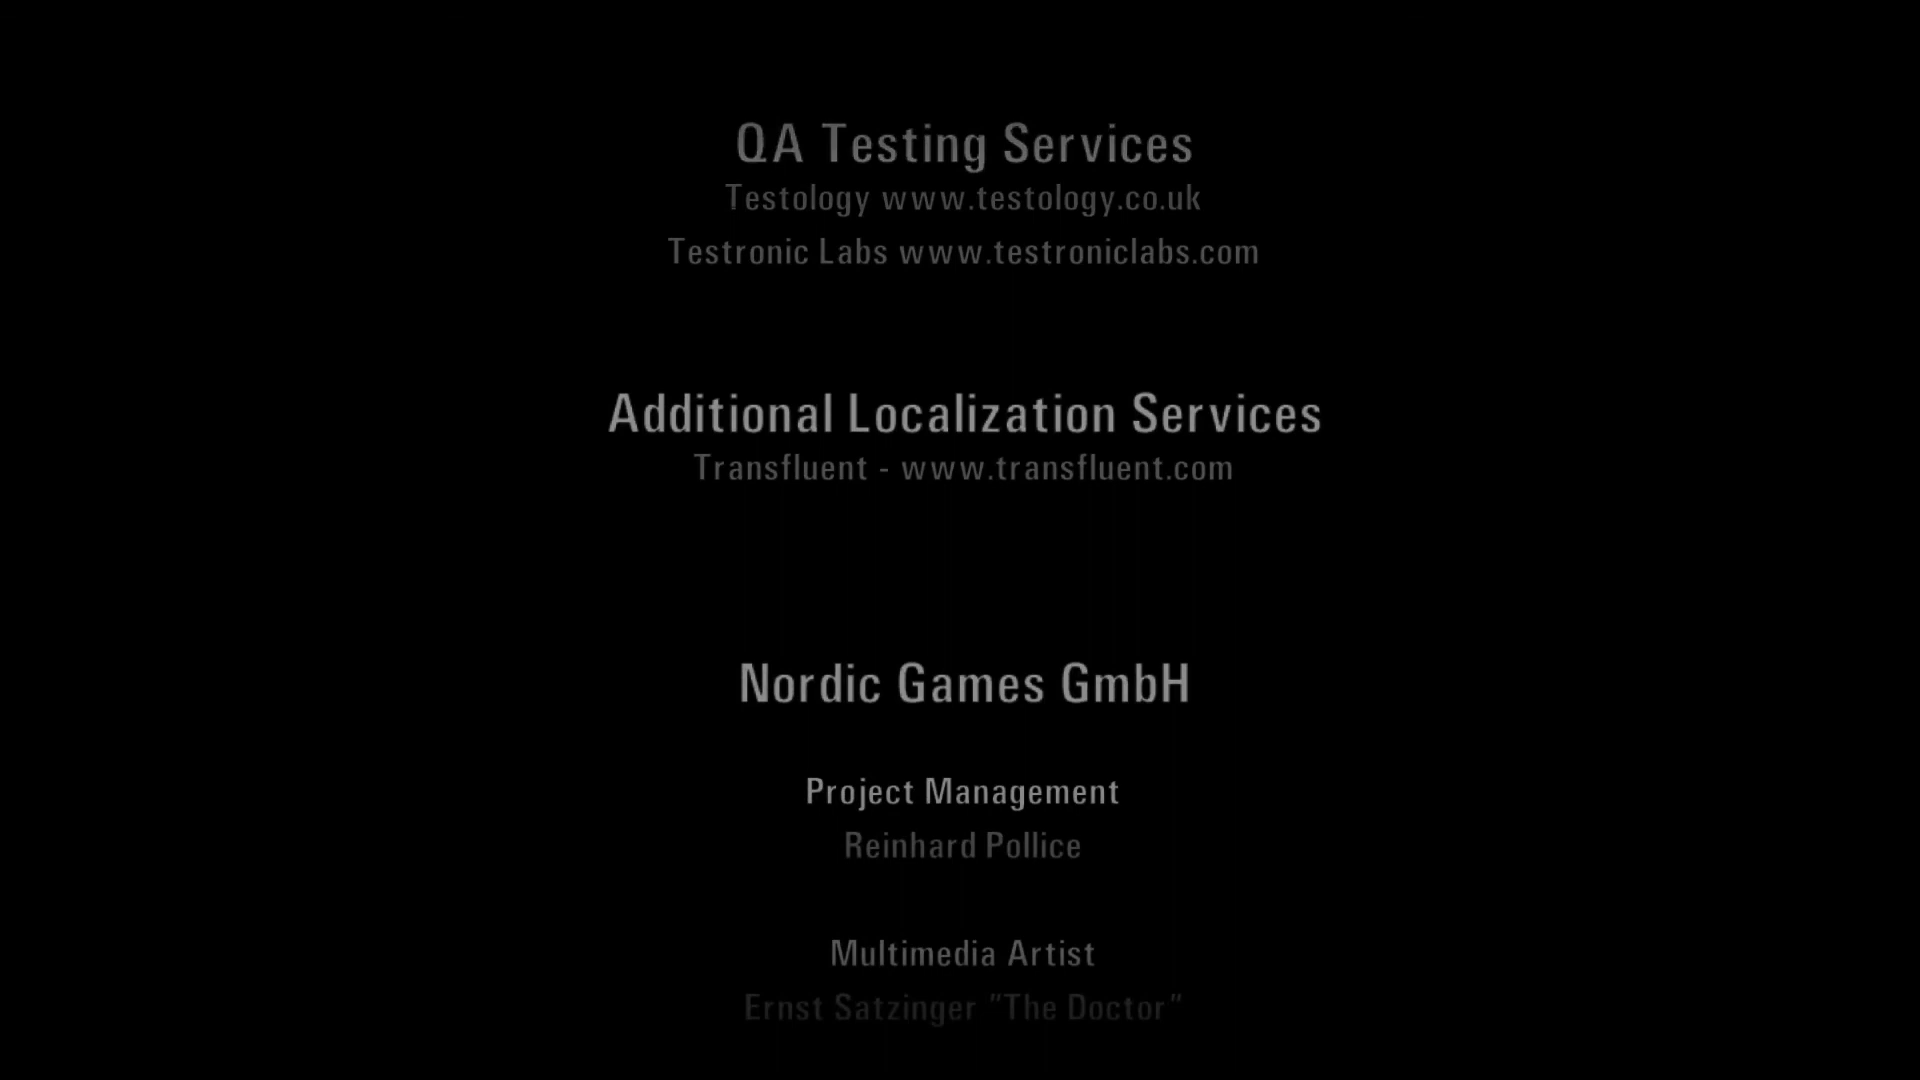 QA Testing Services
Testology www.testology.co.uk
Testronic Labs www.testroniclabs.com
Additional Localization Services
Transfluent - www.transfluent.com
Nordic Games GmbH
Project Management
Reinhard Pollice
Multimedia Artist
Ernst Satzinger "The Doctor"